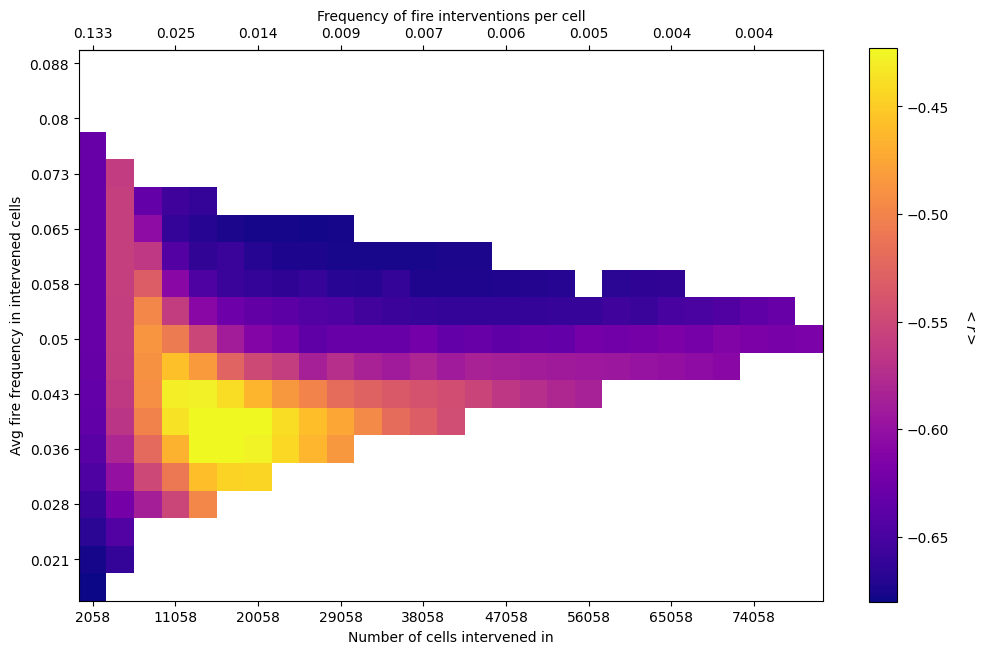 Frequency of fire interventions per cell
0.133 0.025 0.014 0.009 0.007 0.006 0.005 0.004 0.004
Avg fire frequency in intervened cells
0.088
0.08
0.073
0.065
0.058
0.05
0.043
0.036
0.028
0.021
2058 11058 20058 29058 38058 47058 56058 65058 74058
Number of cells intervened in
−0.45
−0.50
−0.55
−0.60
−0.65
< r >